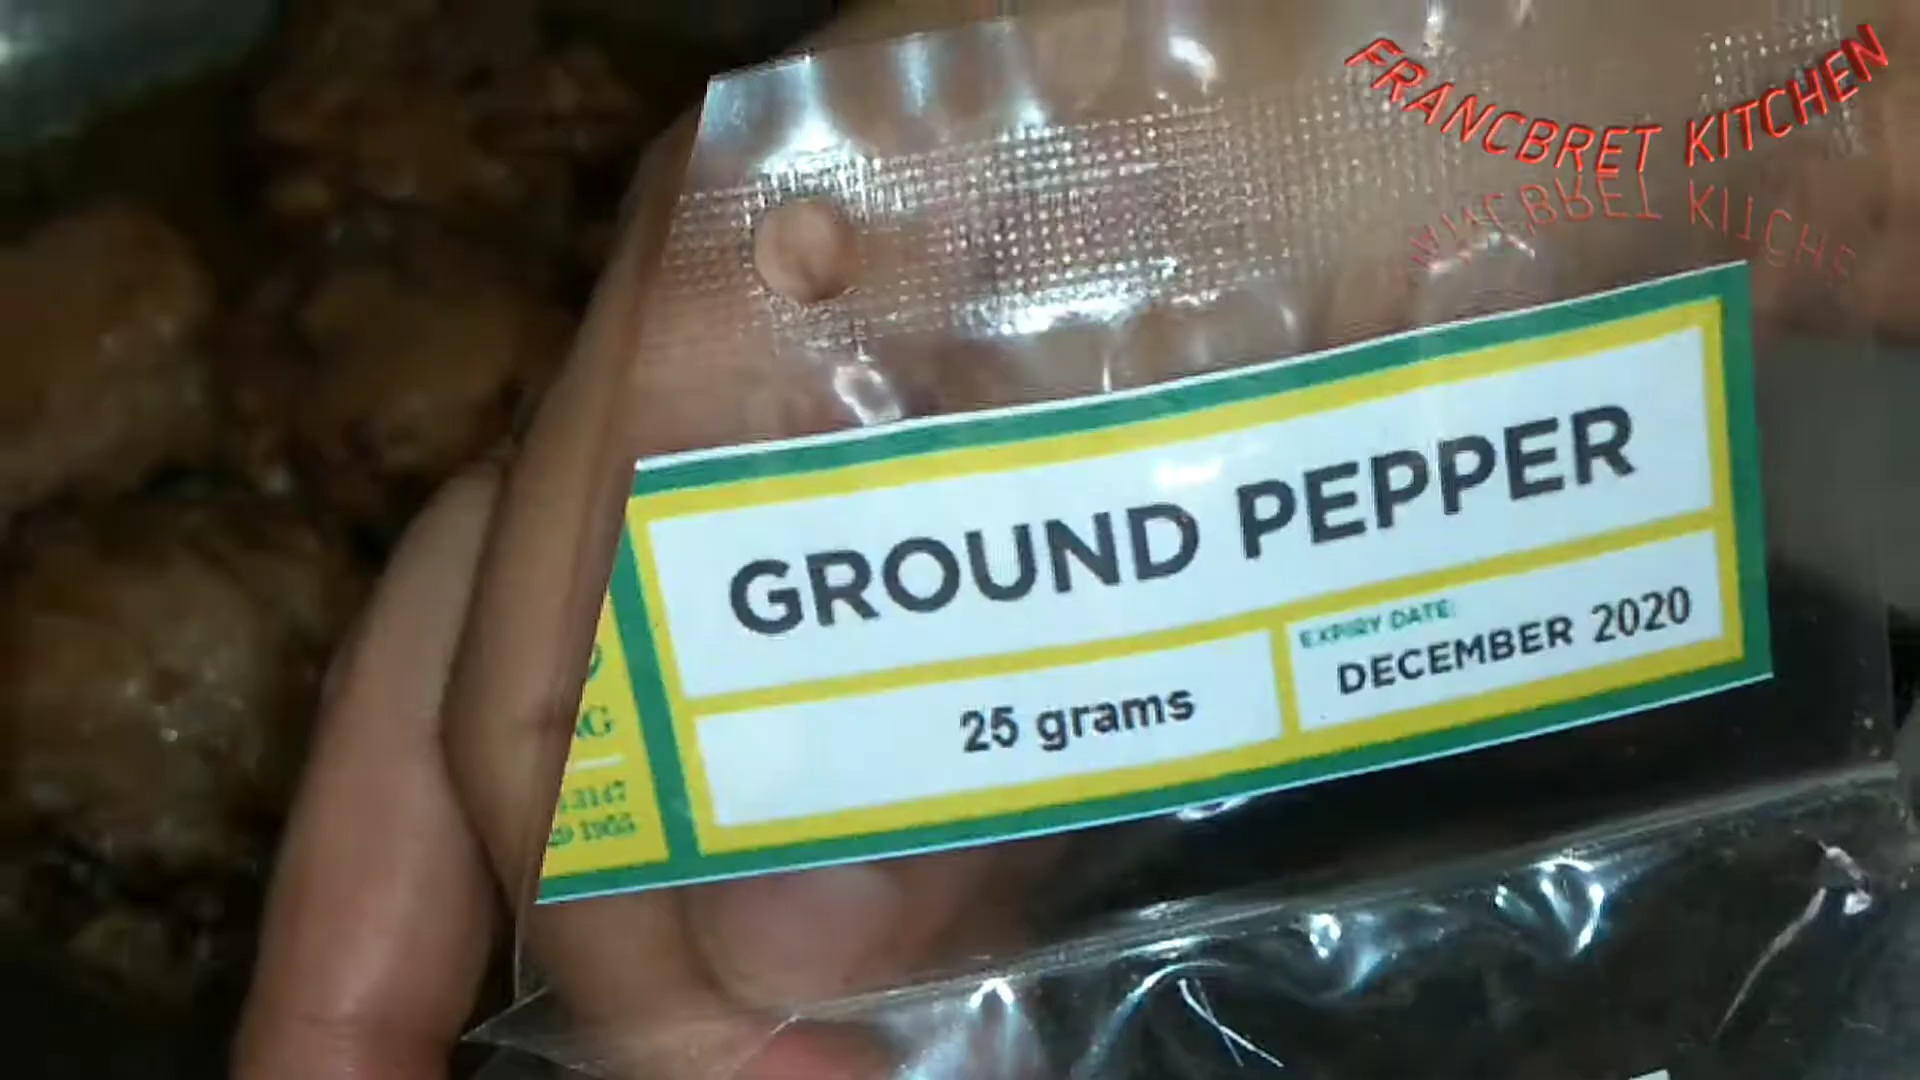 FRANCBRET KITCHEN
GROUND PEPPER
25 grams
EXPIRY DATE:
DECEMBER 2020